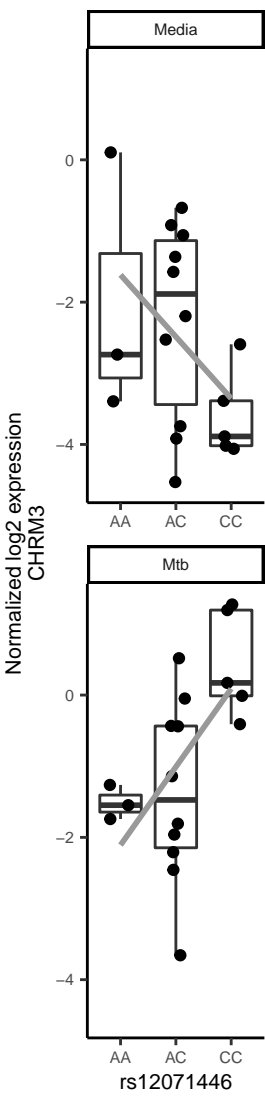 Media
0
−2
−4
AA AC CC
Mtb
0
−2
−4
AA AC CC
rs12071446
Normalized log2 expression
CHRM3